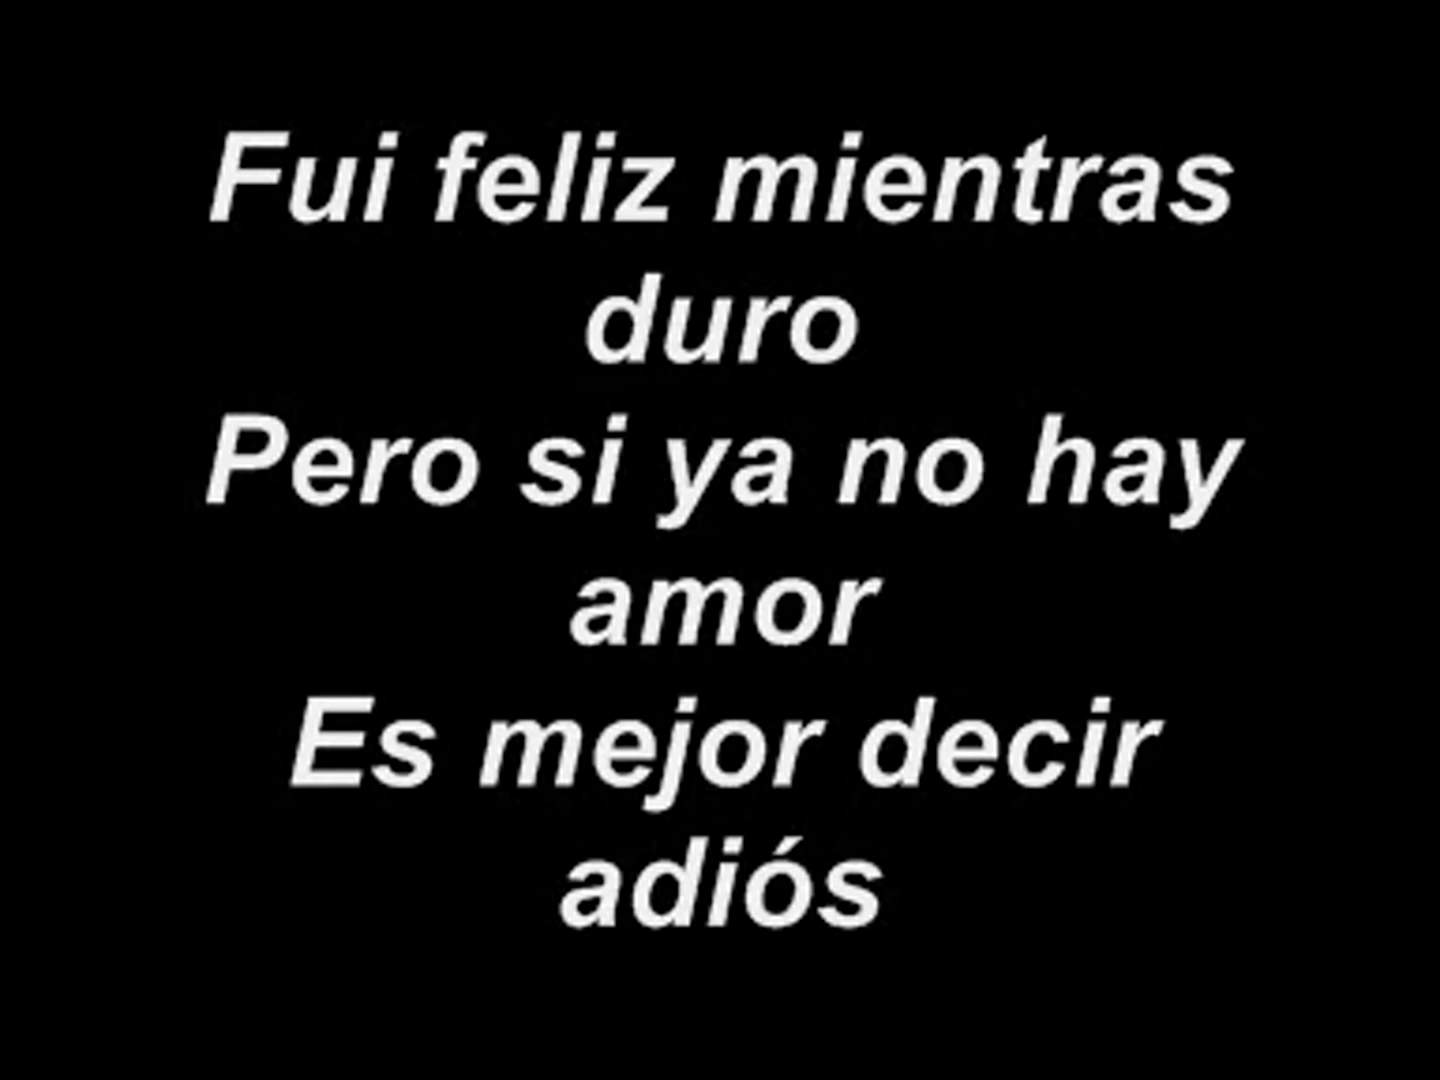 Fui feliz mientras
duro
Pero si ya no hay
amor
Es mejor decir
adiós